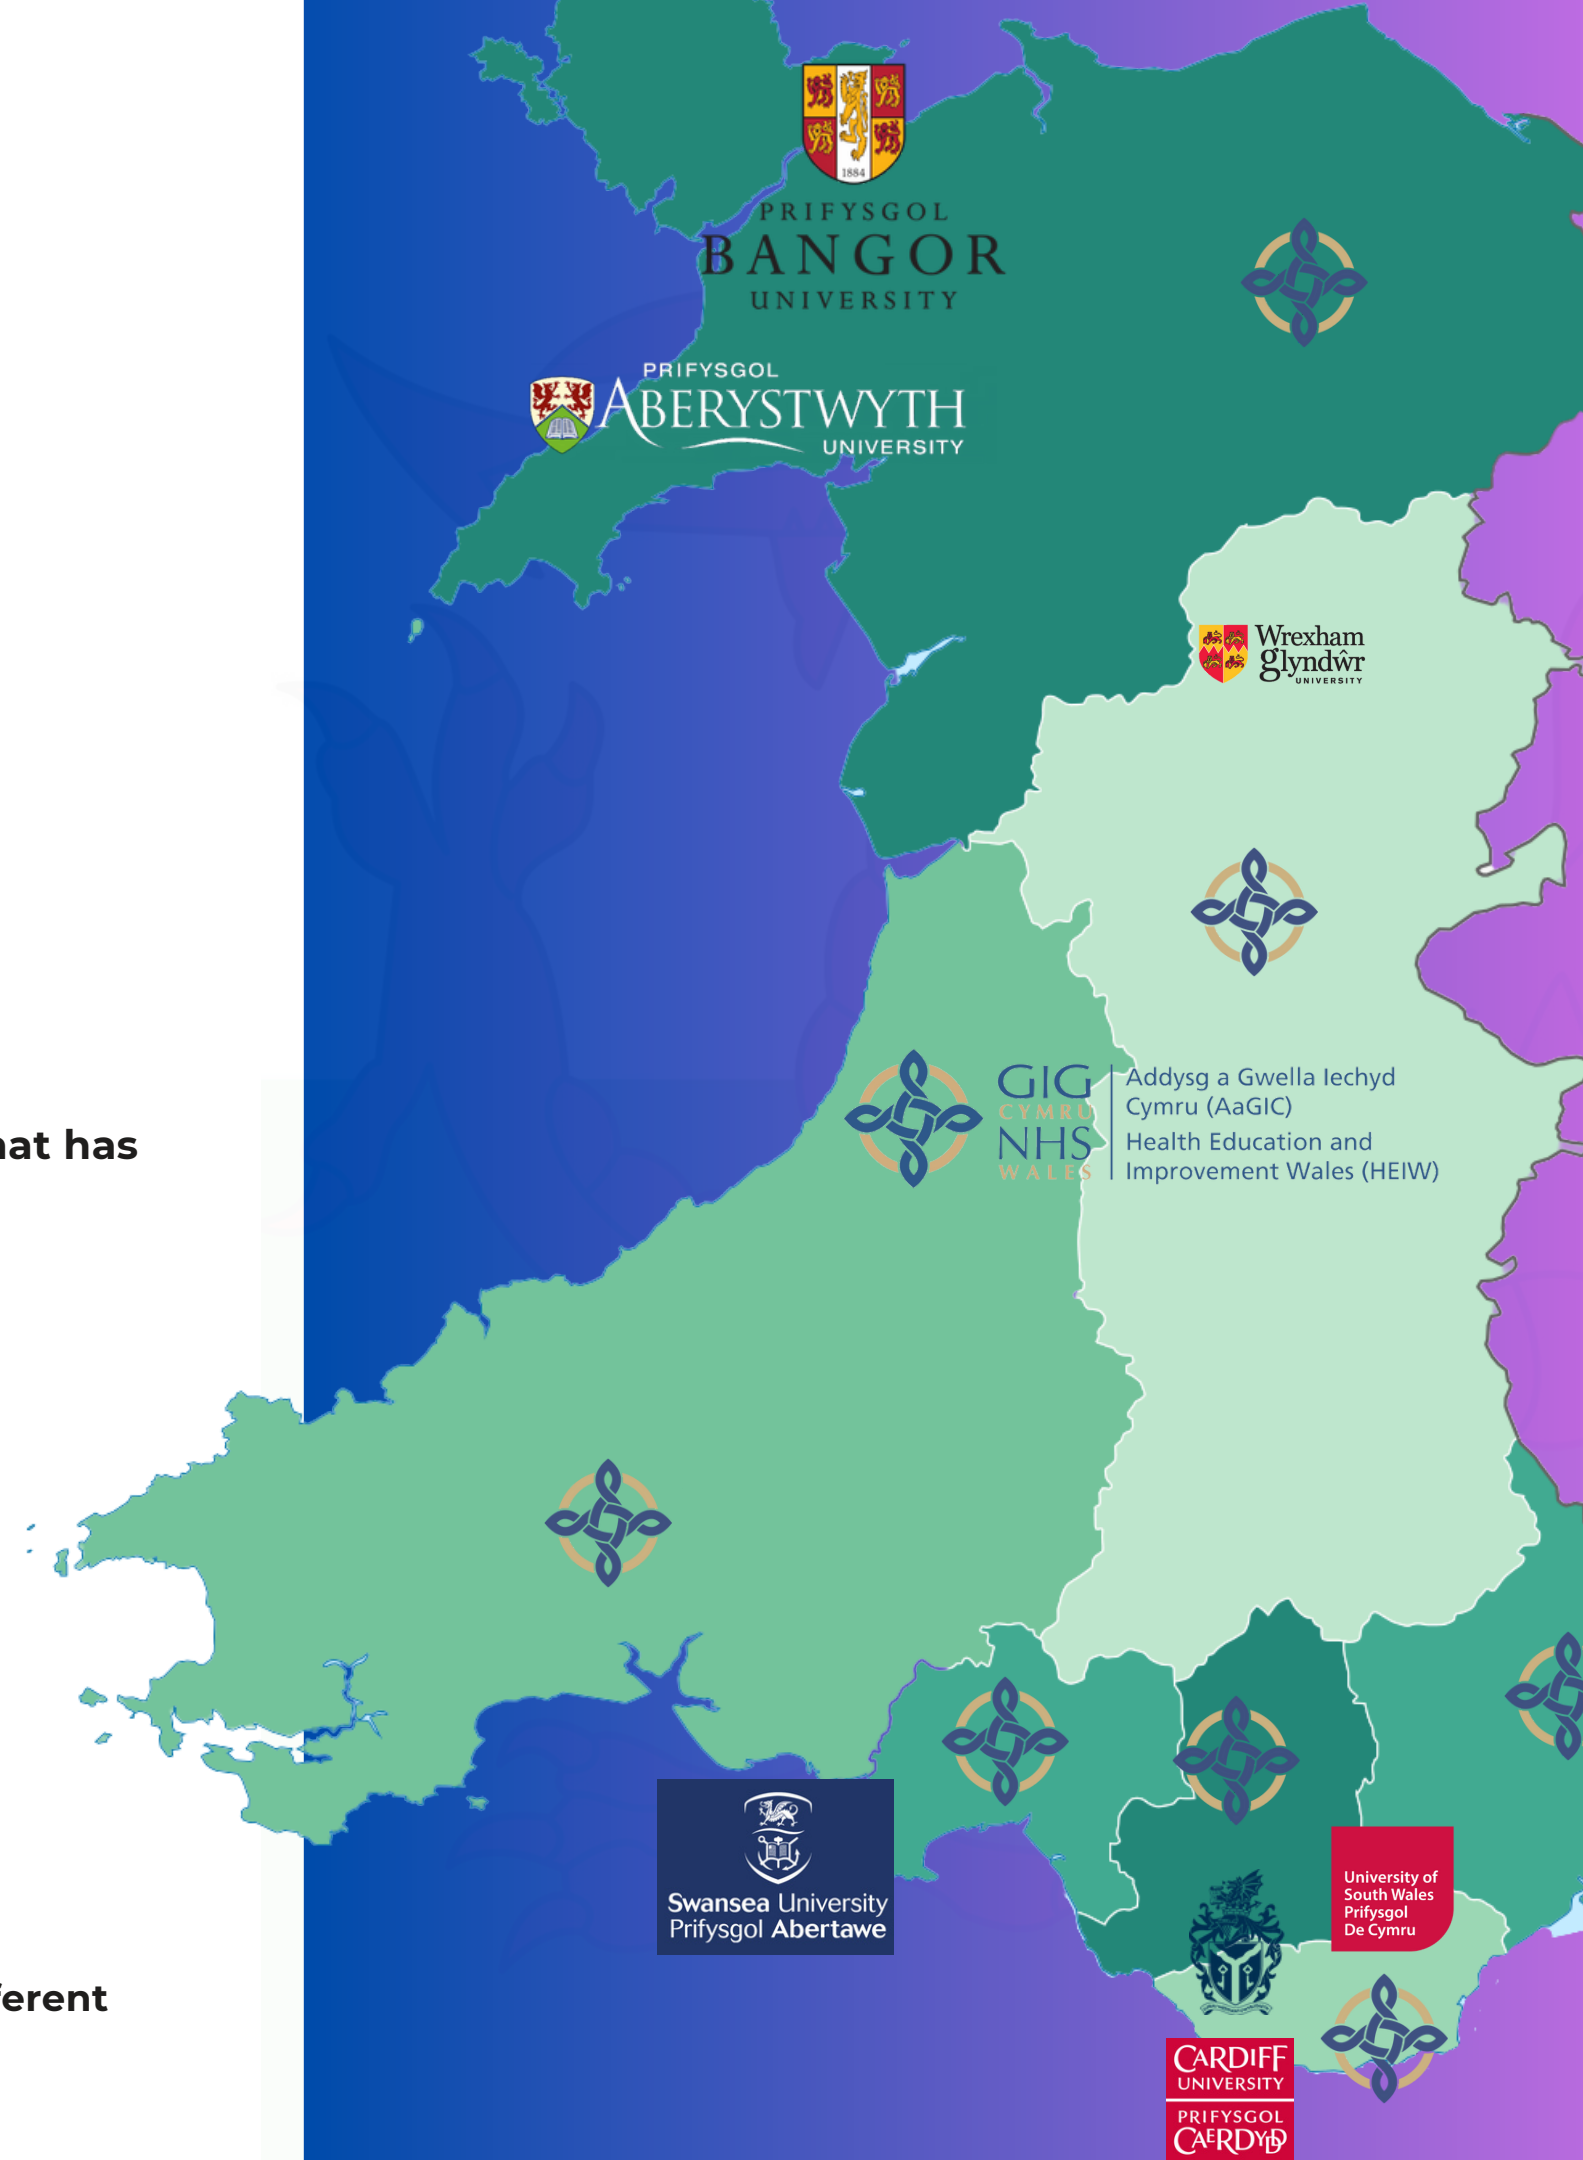 1884
PRIFYSGOL
BANGOR
UNIVERSITY
PRIFYSGOL
ABERYSTWYTH
UNIVERSITY
Wrexham
glyndŵr
UNIVERSITY
GIG
CYMRU
NHS
WALES
Addysg a Gwella Iechyd
Cymru (AaGIC)
Health Education and
Improvement Wales (HEIW)
hat has
Swansea University
Prifysgol Abertawe
University of
South Wales
Prifysgol
De Cymru
ferent
CARDIFF
UNIVERSITY
PRIFYSGOL
CAERDYDD